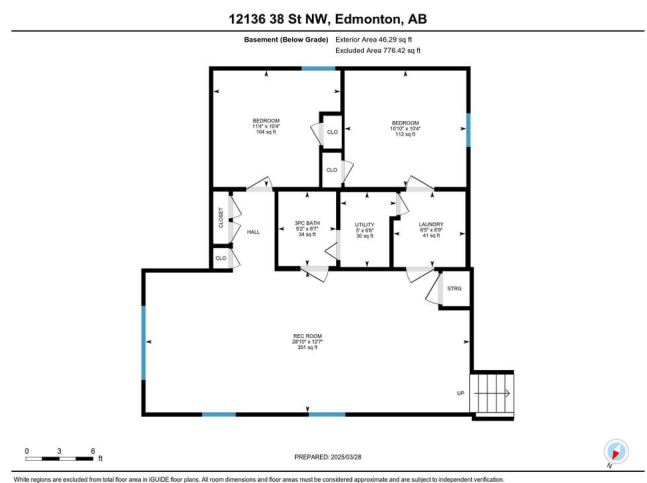 12136 38 St NW, Edmonton, AB
Basement (Below Grade) Exterior Area 46.29 sq ft
Excluded Area 776.42 sq ft
BEDROOM
11'4" x 10'4"
104 sq ft
BEDROOM
10'10" x 10'4"
112 sq ft
CLO
CLO
CLOSET
HALL
3PC BATH
5'2" x 6'7"
34 sq ft
UTILITY
5' x 6'9"
30 sq ft
LAUNDRY
6'5" x 6'9"
41 sq ft
CLO
STRG
REC ROOM
28'10" x 12'7"
301 sq ft
UP
0 3 6
ft
PREPARED: 2025/03/28
N
White regions are excluded from total floor area in iGUIDE floor plans. All room dimensions and floor areas must be considered approximate and are subject to independent verification.